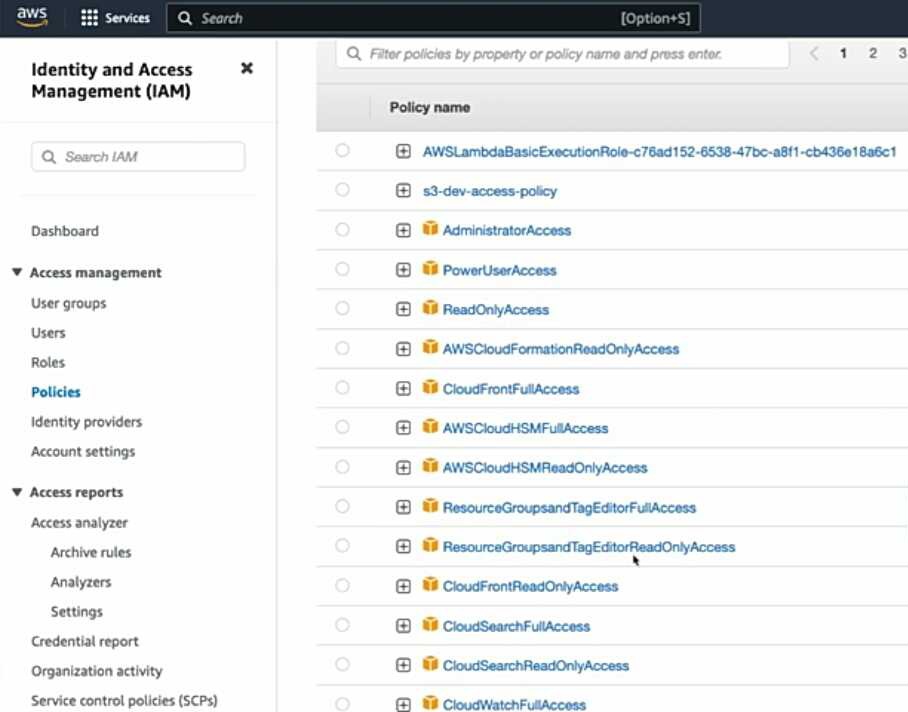 aws Services Search [Option+S]
Identity and Access
Management (IAM)
Search IAM
Dashboard
Access management
User groups
Users
Roles
Policies
Identity providers
Account settings
Access reports
Access analyzer
Archive rules
Analyzers
Settings
Credential report
Organization activity
Service control policies (SCPs)
Filter policies by property or policy name and press enter. 1 2 3
Policy name
AWSLambdaBasicExecutionRole-c76ad152-6538-47bc-a8f1-cb436e18a6c1
s3-dev-access-policy
AdministratorAccess
PowerUserAccess
ReadOnlyAccess
AWSCloudFormationReadOnlyAccess
CloudFrontFullAccess
AWSCloudHSMFullAccess
AWSCloudHSMReadOnlyAccess
ResourceGroupsandTagEditorFullAccess
ResourceGroupsandTagEditorReadOnlyAccess
CloudFrontReadOnlyAccess
CloudSearchFullAccess
CloudSearchReadOnlyAccess
CloudWatchFullAccess